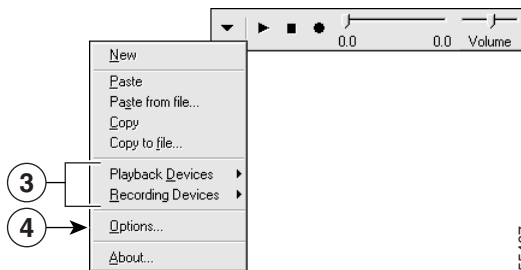 0.0 0.0 Volume
New
Paste
Paste from file...
Copy
Copy to file...
3
Playback Devices
Recording Devices
4
Options...
About...